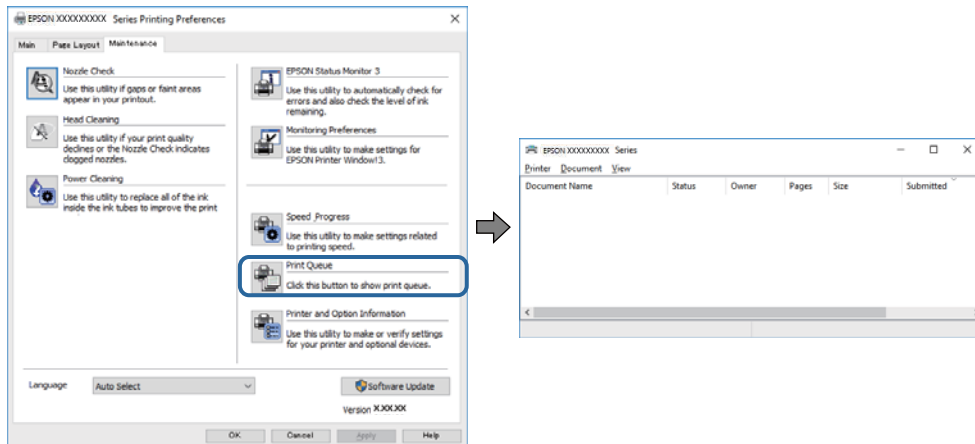 EPSON XXXXXXXXX Series Printing Preferences
Main Page Layout Maintenance
Nozzle Check
Use this utility if gaps or faint areas
appear in your printout.
Head Cleaning
Use this utility if your print quality
declines or the Nozzle Check indicates
clogged nozzles.
Power Cleaning
Use this utility to replace all of the ink
inside the ink tubes to improve the print
EPSON Status Monitor 3
Use this utility to automatically check for
errors and also check the level of ink
remaining.
Monitoring Preferences
Use this utility to make settings for
EPSON Printer Window!3.
Speed Progress
Use this utility to make settings related
to printing speed.
Print Queue
Click this button to show print queue.
Printer and Option Information
Use this utility to make or verify settings
for your printer and optional devices.
Language Auto Select
Software Update
Version X.XX.XX
OK Cancel Apply Help
EPSON XXXXXXXXX Series
Printer Document View
Document Name Status Owner Pages Size Submitted